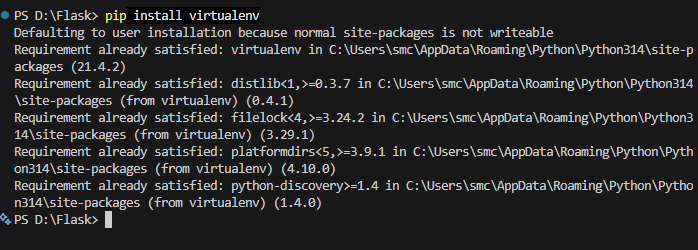 PS D:\Flask> pip install virtualenv
Defaulting to user installation because normal site-packages is not writeable
Requirement already satisfied: virtualenv in C:\Users\smc\AppData\Roaming\Python\Python314\site-p
ackages (21.4.2)
Requirement already satisfied: distlib<1,>=0.3.7 in C:\Users\smc\AppData\Roaming\Python\Python314
\site-packages (from virtualenv) (0.4.1)
Requirement already satisfied: filelock<4,>=3.24.2 in C:\Users\smc\AppData\Roaming\Python\Python3
14\site-packages (from virtualenv) (3.29.1)
Requirement already satisfied: platformdirs<5,>=3.9.1 in C:\Users\smc\AppData\Roaming\Python\Pyth
on314\site-packages (from virtualenv) (4.10.0)
Requirement already satisfied: python-discovery>=1.4 in C:\Users\smc\AppData\Roaming\Python\Pytho
n314\site-packages (from virtualenv) (1.4.0)
PS D:\Flask>